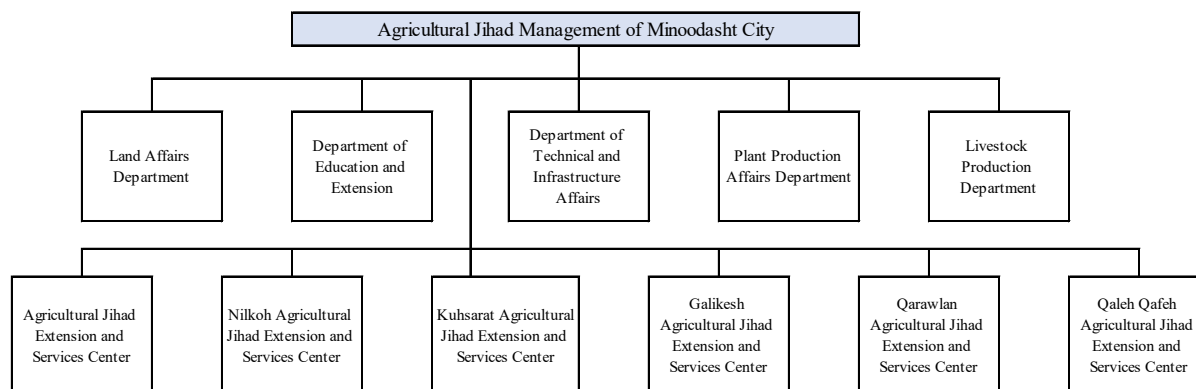 Agricultural Jihad Management of Minoodasht City
Land Affairs
Department
Department of
Education and
Extension
Department of
Technical and
Infrastructure
Affairs
Plant Production
Affairs Department
Livestock
Production
Department
Agricultural Jihad
Extension and
Services Center
Nilkoh Agricultural
Jihad Extension and
Services Center
Kuhsarat Agricultural
Jihad Extension and
Services Center
Galikesh
Agricultural Jihad
Extension and
Services Center
Qarawlan
Agricultural Jihad
Extension and
Services Center
Qaleh Qafeh
Agricultural Jihad
Extension and
Services Center